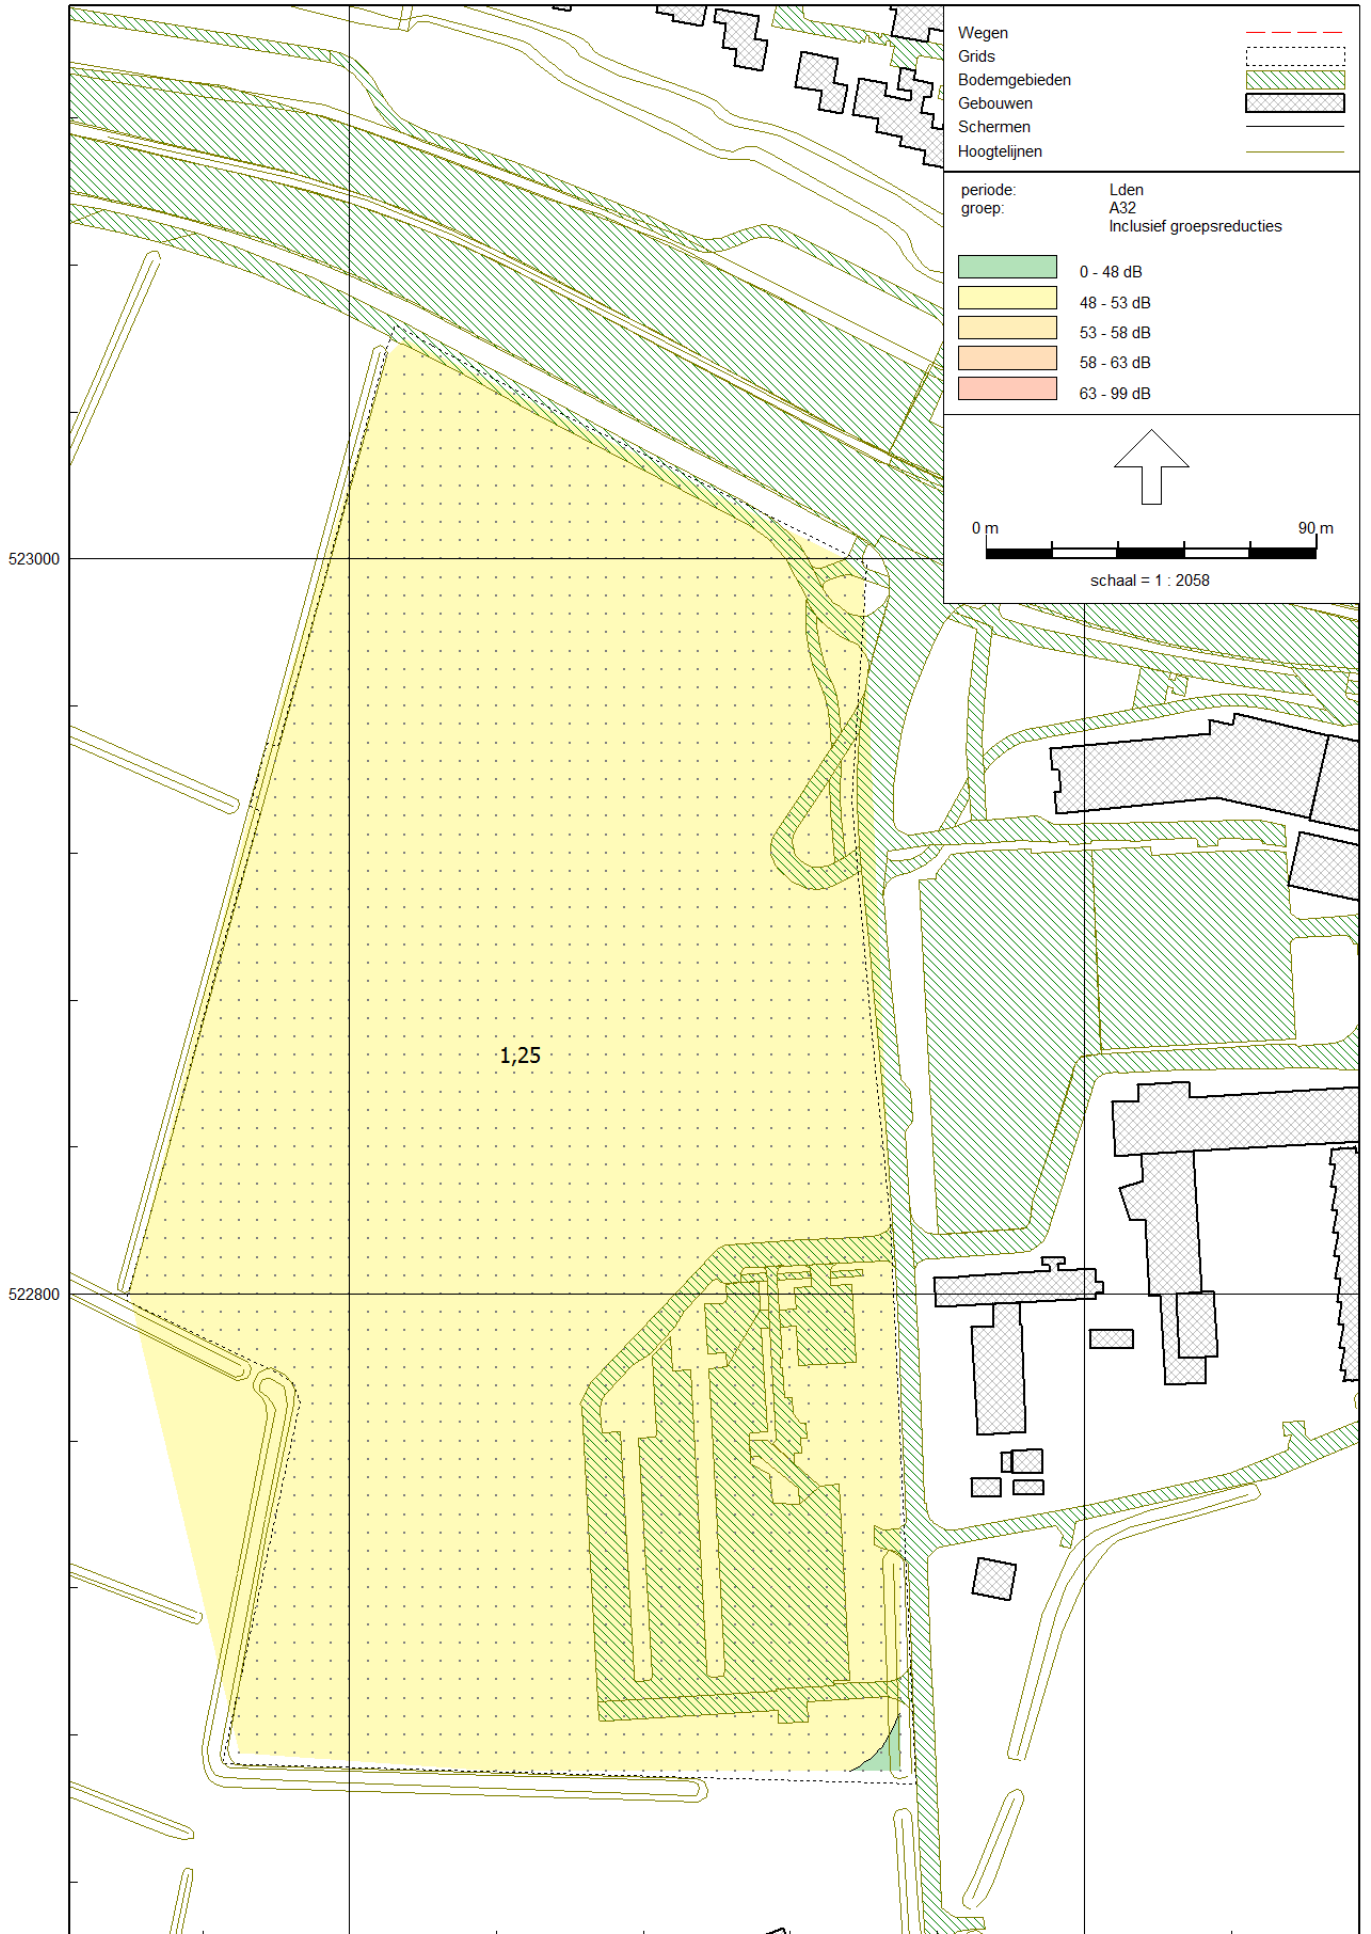 Wegen
Grids
Bodemgebieden
Gebouwen
Schermen
Hoogtelijnen
periode: Lden
groep: A32
Inclusief groepsreducties
0 - 48 dB
48 - 53 dB
53 - 58 dB
58 - 63 dB
63 - 99 dB
0 m 90 m
schaal = 1 : 2058
523000
1,25
522800